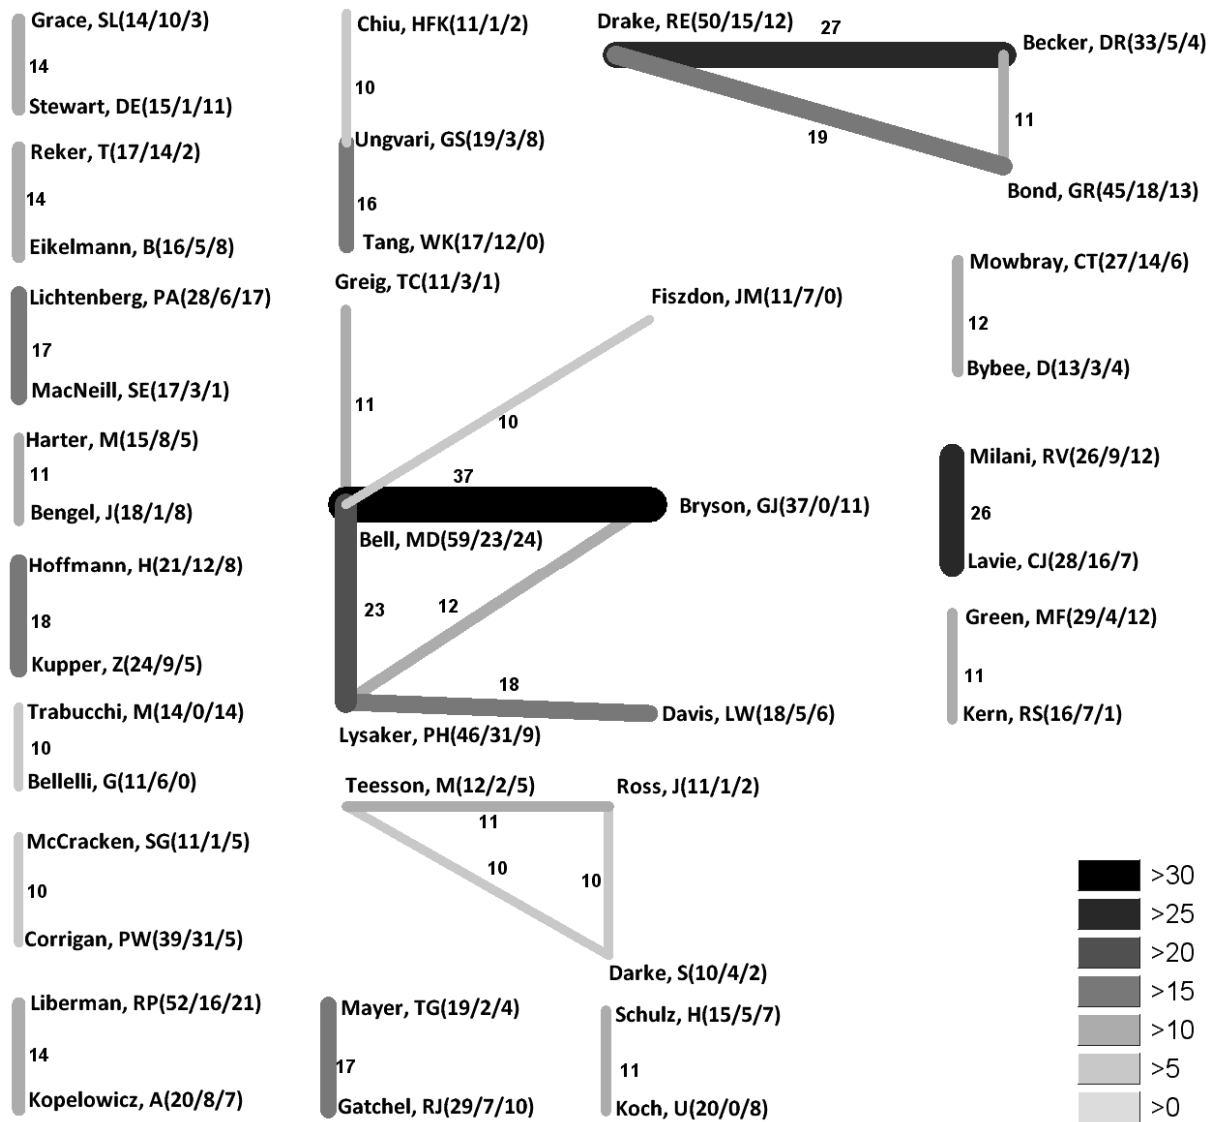 Grace, SL(14/10/3)
14
Stewart, DE(15/1/11)
Reker, T(17/14/2)
14
Eikelmann, B(16/5/8)
Lichtenberg, PA(28/6/17)
17
MacNeill, SE(17/3/1)
Harter, M(15/8/5)
11
Bengel, J(18/1/8)
Hoffmann, H(21/12/8)
18
Kupper, Z(24/9/5)
Trabucchi, M(14/0/14)
10
Bellelli, G(11/6/0)
McCracken, SG(11/1/5)
10
Corrigan, PW(39/31/5)
Liberman, RP(52/16/21)
14
Kopelowicz, A(20/8/7)
Chiu, HFK(11/1/2)
10
Ungvari, GS(19/3/8)
16
Tang, WK(17/12/0)
Greig, TC(11/3/1)
Fiszdon, JM(11/7/0)
11
10
37
Bryson, GJ(37/0/11)
Bell, MD(59/23/24)
23
12
18
Davis, LW(18/5/6)
Lysaker, PH(46/31/9)
Teesson, M(12/2/5)
Ross, J(11/1/2)
11
10
10
Darke, S(10/4/2)
Mayer, TG(19/2/4)
17
Gatchel, RJ(29/7/10)
Schulz, H(15/5/7)
11
Koch, U(20/0/8)
Drake, RE(50/15/12)
27
Becker, DR(33/5/4)
11
19
Bond, GR(45/18/13)
Mowbray, CT(27/14/6)
12
Bybee, D(13/3/4)
Milani, RV(26/9/12)
26
Lavie, CJ(28/16/7)
Green, MF(29/4/12)
11
Kern, RS(16/7/1)
>30
>25
>20
>15
>10
>5
>0